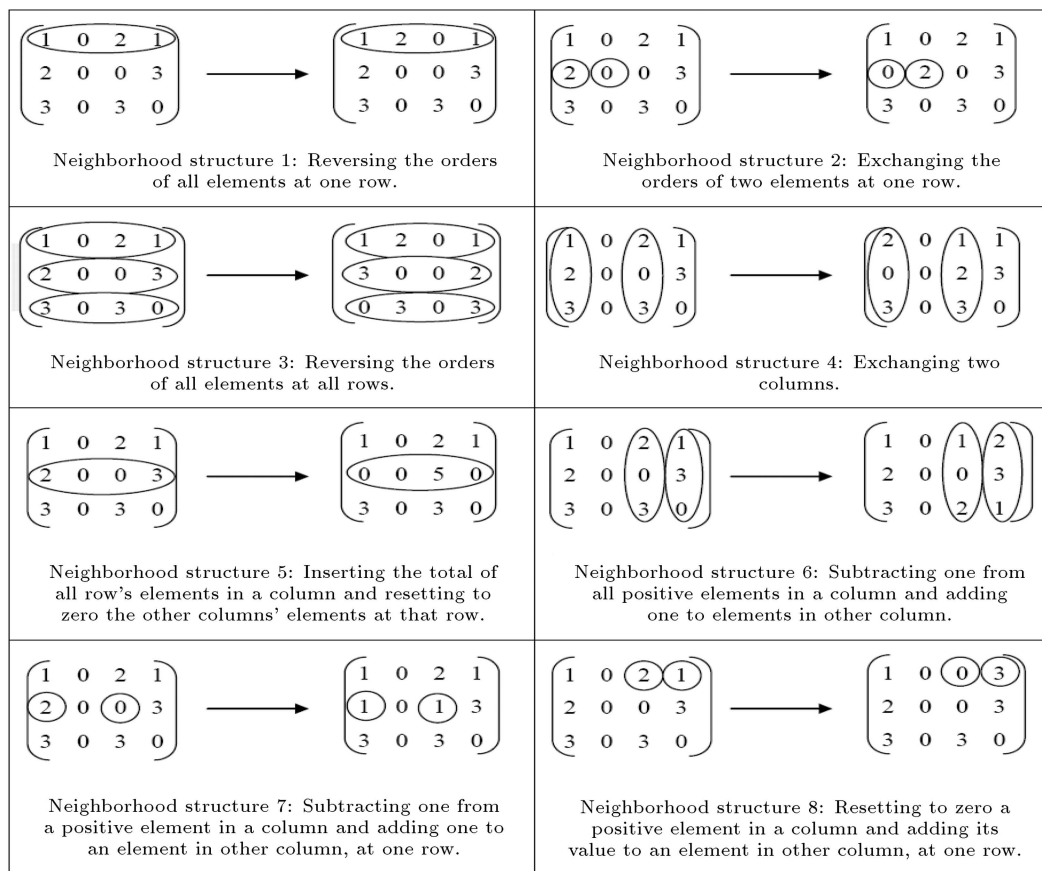 1 0 2 1 1 2 0 1
2 0 0 3 2 0 0 3
3 0 3 0 3 0 3 0
Neighborhood structure 1: Reversing the orders
of all elements at one row.
1 0 2 1 1 0 2 1
2 0 0 3 0 2 0 3
3 0 3 0 3 0 3 0
Neighborhood structure 2: Exchanging the
orders of two elements at one row.
1 0 2 1 1 2 0 1
2 0 0 3 3 0 0 2
3 0 3 0 0 3 0 3
Neighborhood structure 3: Reversing the orders
of all elements at all rows.
1 0 2 1 2 0 1 1
2 0 0 3 0 0 2 3
3 0 3 0 3 0 3 0
Neighborhood structure 4: Exchanging two
columns.
1 0 2 1 1 0 2 1
2 0 0 3 0 0 5 0
3 0 3 0 3 0 3 0
Neighborhood structure 5: Inserting the total of
all row's elements in a column and resetting to
zero the other columns' elements at that row.
1 0 2 1 1 0 1 2
2 0 0 3 2 0 0 3
3 0 3 0 3 0 2 1
Neighborhood structure 6: Subtracting one from
all positive elements in a column and adding
one to elements in other column.
1 0 2 1 1 0 2 1
2 0 0 3 1 0 1 3
3 0 3 0 3 0 3 0
Neighborhood structure 7: Subtracting one from
a positive element in a column and adding one to
an element in other column, at one row.
1 0 2 1 1 0 0 3
2 0 0 3 2 0 0 3
3 0 3 0 3 0 3 0
Neighborhood structure 8: Resetting to zero a
positive element in a column and adding its
value to an element in other column, at one row.